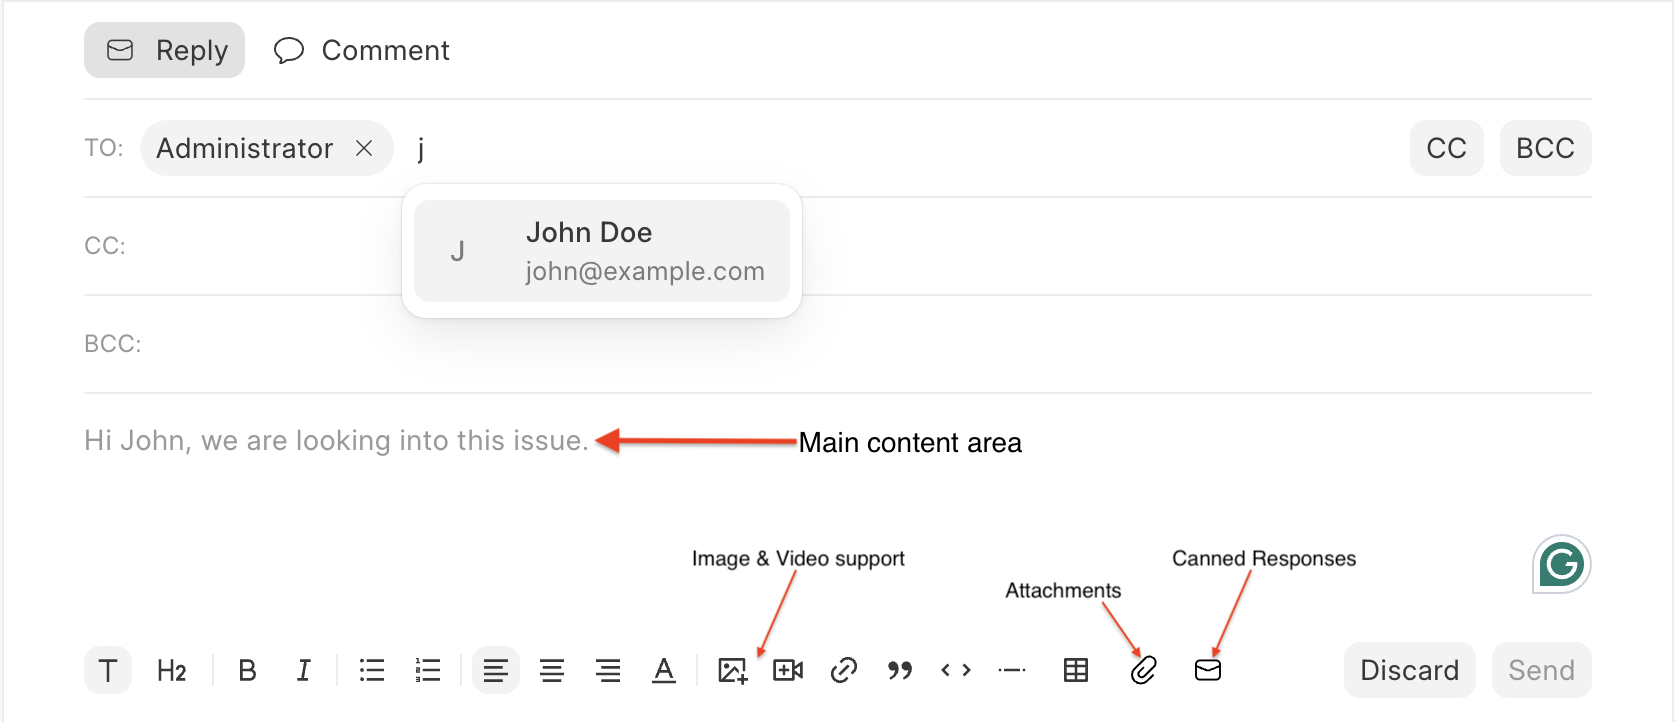 Reply Comment
TO: Administrator j CC BCC
J John Doe
john@example.com
CC:
BCC:
Hi John, we are looking into this issue. Main content area
Image & Video support Canned Responses
Attachments
T H2 B I A Discard Send